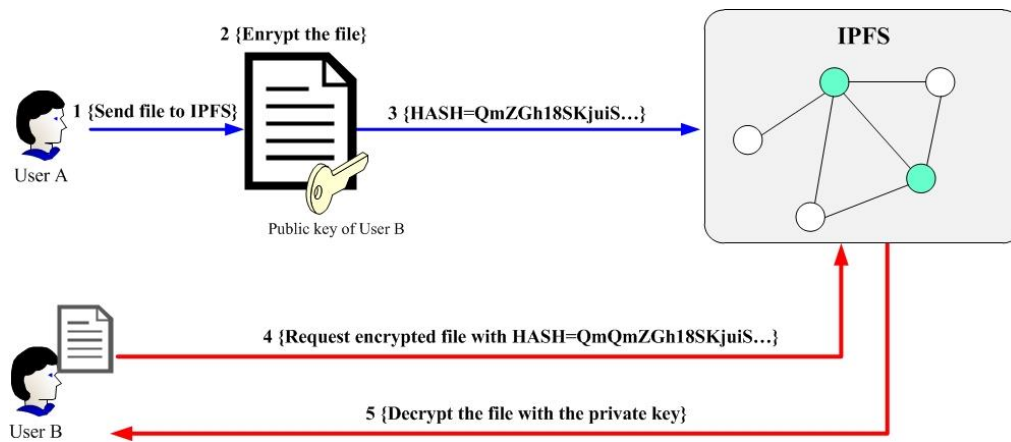 2 {Enrypt the file}
IPFS
1 {Send file to IPFS}
3 {HASH=QmZGh18SKjuiS…}
User A
Public key of User B
4 {Request encrypted file with HASH=QmQmZGh18SKjuiS…}
5 {Decrypt the file with the private key}
User B